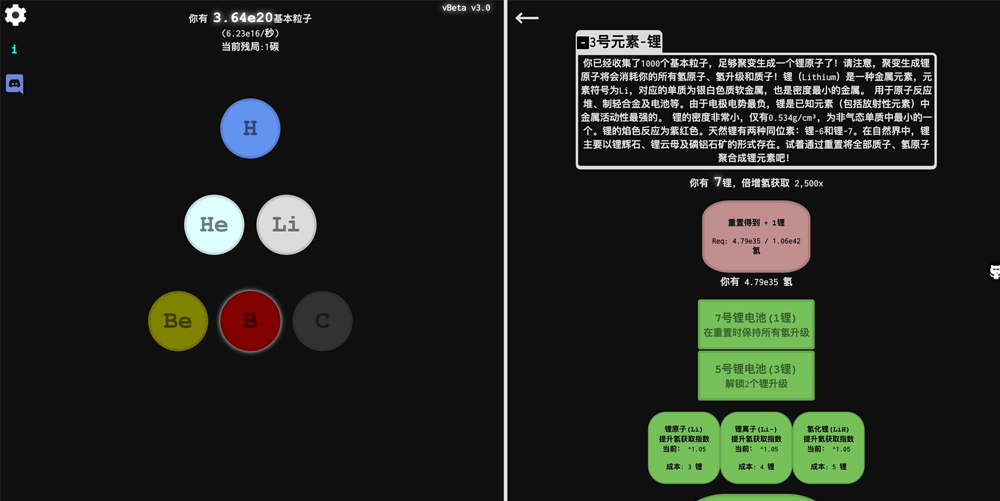 vBeta v3.0
你有 3.64e20基本粒子
(6.23e16/秒)
当前残局:1碳
i
H
He
Li
Be
B
C
-3号元素-锂
你已经收集了1000个基本粒子，足够聚变生成一个锂原子了！请注意，聚变生成锂
原子将会消耗你的所有氢原子、氢升级和质子！锂（Lithium）是一种金属元素，元
素符号为Li，对应的单质为银白色质软金属，也是密度最小的金属。 用于原子反应
堆、制轻合金及电池等。由于电极电势最负，锂是已知元素（包括放射性元素）中
金属活动性最强的。 锂的密度非常小，仅有0.534g/cm³，为非气态单质中最小的一
个。锂的焰色反应为紫红色。天然锂有两种同位素：锂-6和锂-7。在自然界中，锂
主要以锂辉石、锂云母及磷铝石矿的形式存在。试着通过重置将全部质子、氢原子
聚合成锂元素吧！
你有 7锂，倍增氢获取 2,500x
重置得到 + 1锂
Req: 4.79e35 / 1.06e42
氢
你有 4.79e35 氢
7号锂电池(1锂)
在重置时保持所有氢升级
5号锂电池(3锂)
解锁2个锂升级
锂原子(Li)
提升氢获取指数
当前： ^1.05
成本: 3 锂
锂离子(Li-)
提升氢获取指数
当前： ^1.05
成本: 4 锂
氢化锂(LiH)
提升氢获取指数
当前： ^1.05
成本: 5 锂